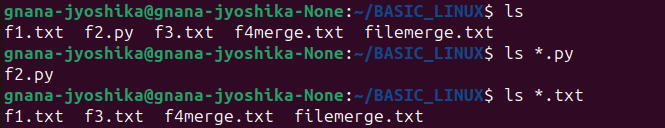 gnana-jyoshika@gnana-jyoshika-None:~/BASIC_LINUX$ ls
f1.txt  f2.py  f3.txt  f4merge.txt  filemerge.txt
gnana-jyoshika@gnana-jyoshika-None:~/BASIC_LINUX$ ls *.py
f2.py
gnana-jyoshika@gnana-jyoshika-None:~/BASIC_LINUX$ ls *.txt
f1.txt  f3.txt  f4merge.txt  filemerge.txt